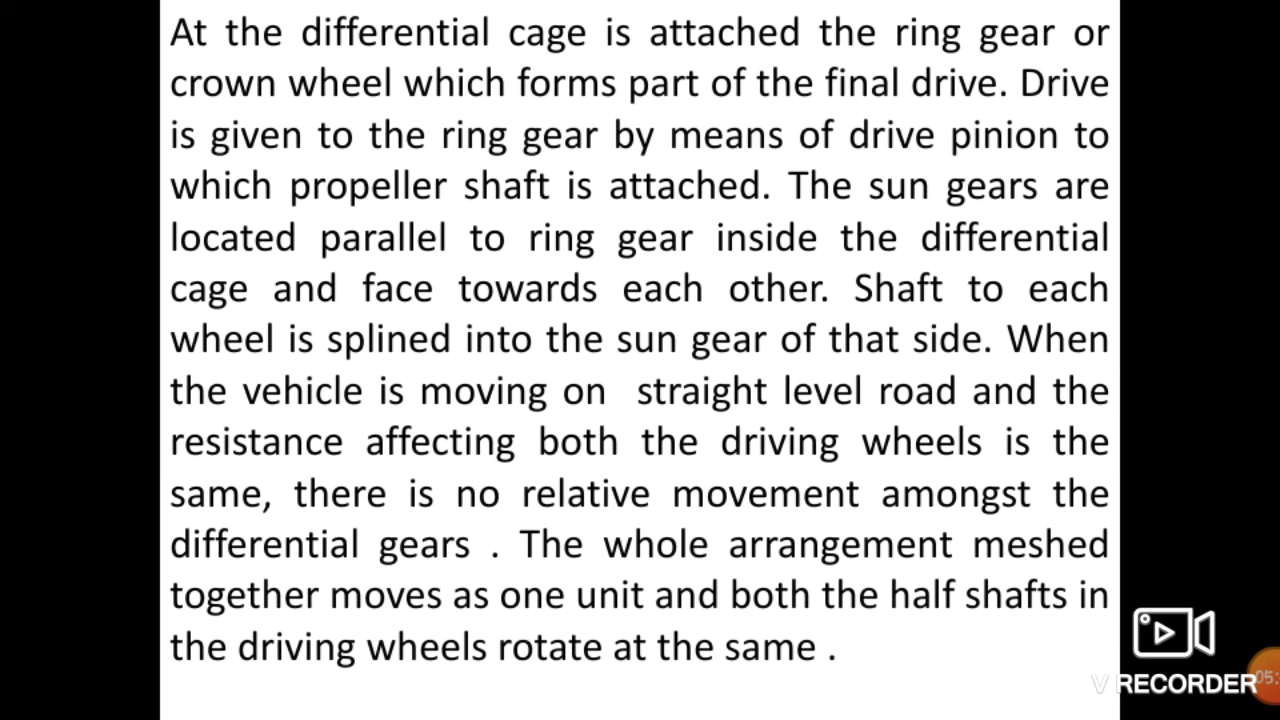 At the differential cage is attached the ring gear or
crown wheel which forms part of the final drive. Drive
is given to the ring gear by means of drive pinion to
which propeller shaft is attached. The sun gears are
located parallel to ring gear inside the differential
cage and face towards each other. Shaft to each
wheel is splined into the sun gear of that side. When
the vehicle is moving on  straight level road and the
resistance affecting both the driving wheels is the
same, there is no relative movement amongst the
differential gears . The whole arrangement meshed
together moves as one unit and both the half shafts in
the driving wheels rotate at the same .
V RECORDER
05: